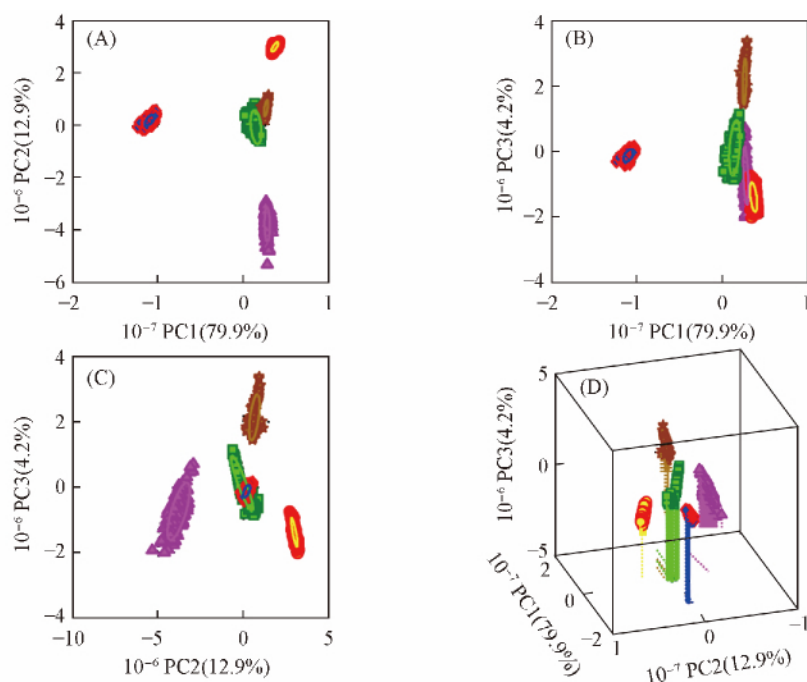 (A)
4
2
0
−2
−4
−6
10⁻⁶ PC2(12.9%)
−2
−1
0
1
10⁻⁷ PC1(79.9%)
(B)
4
2
0
−2
−4
10⁻⁶ PC3(4.2%)
−2
−1
0
1
10⁻⁷ PC1(79.9%)
(C)
4
2
0
−2
−4
10⁻⁶ PC3(4.2%)
−10
−5
0
5
10⁻⁶ PC2(12.9%)
(D)
5
0
−5
10⁻⁶ PC3(4.2%)
2
0
−2
10⁻⁷ PC1(79.9%)
1
0
−1
10⁻⁷ PC2(12.9%)